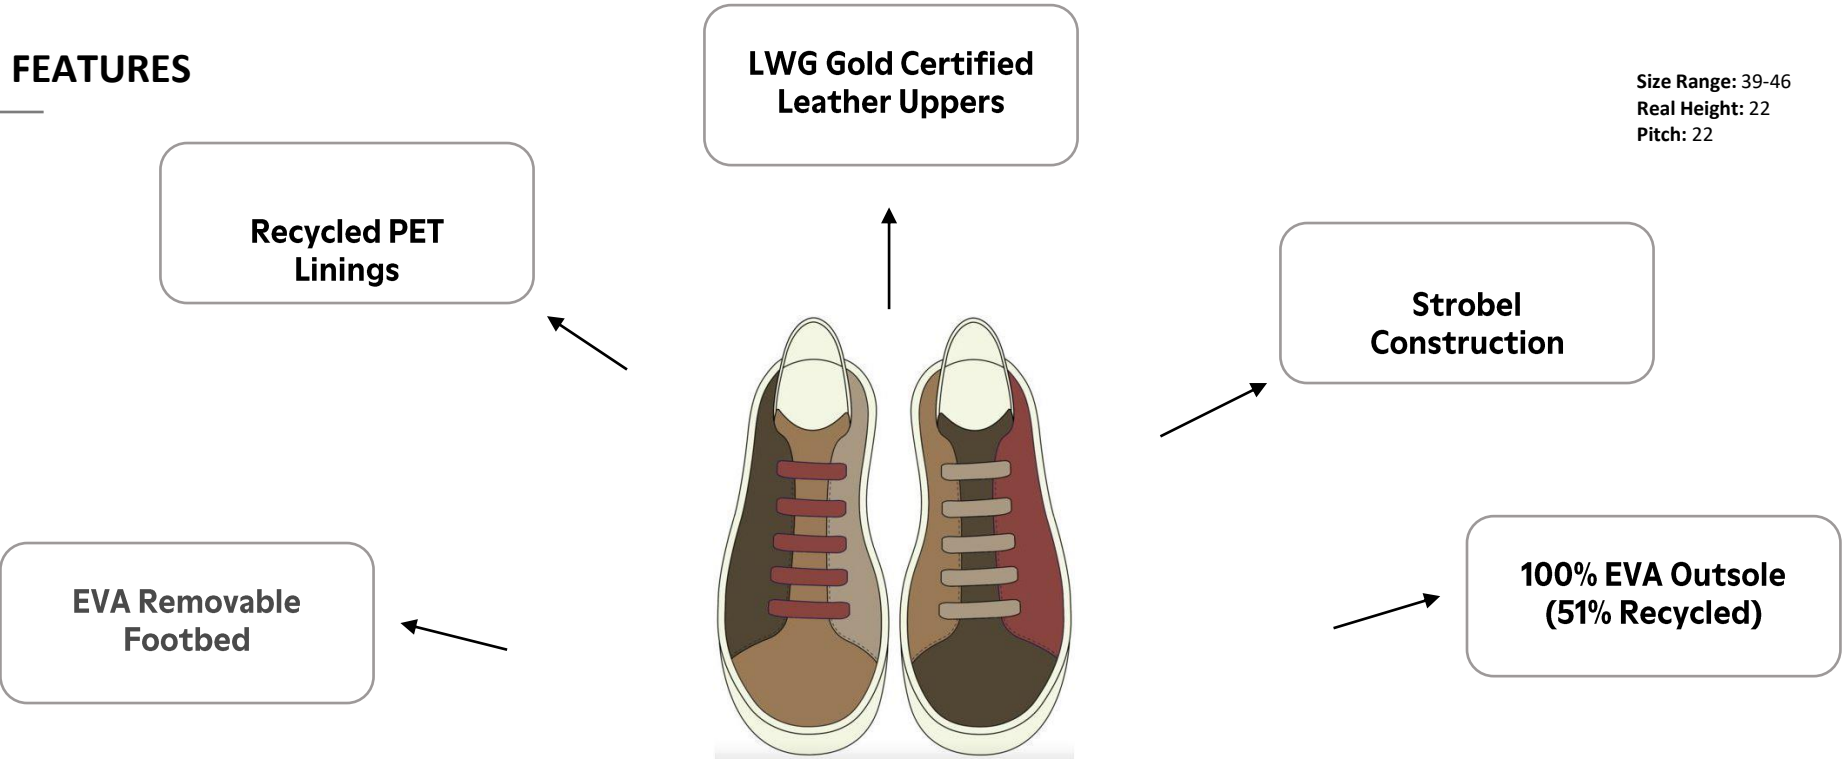 FEATURES
LWG Gold Certified
Leather Uppers
Size Range: 39-46
Real Height: 22
Pitch: 22
Recycled PET
Linings
Strobel
Construction
EVA Removable
Footbed
100% EVA Outsole
(51% Recycled)